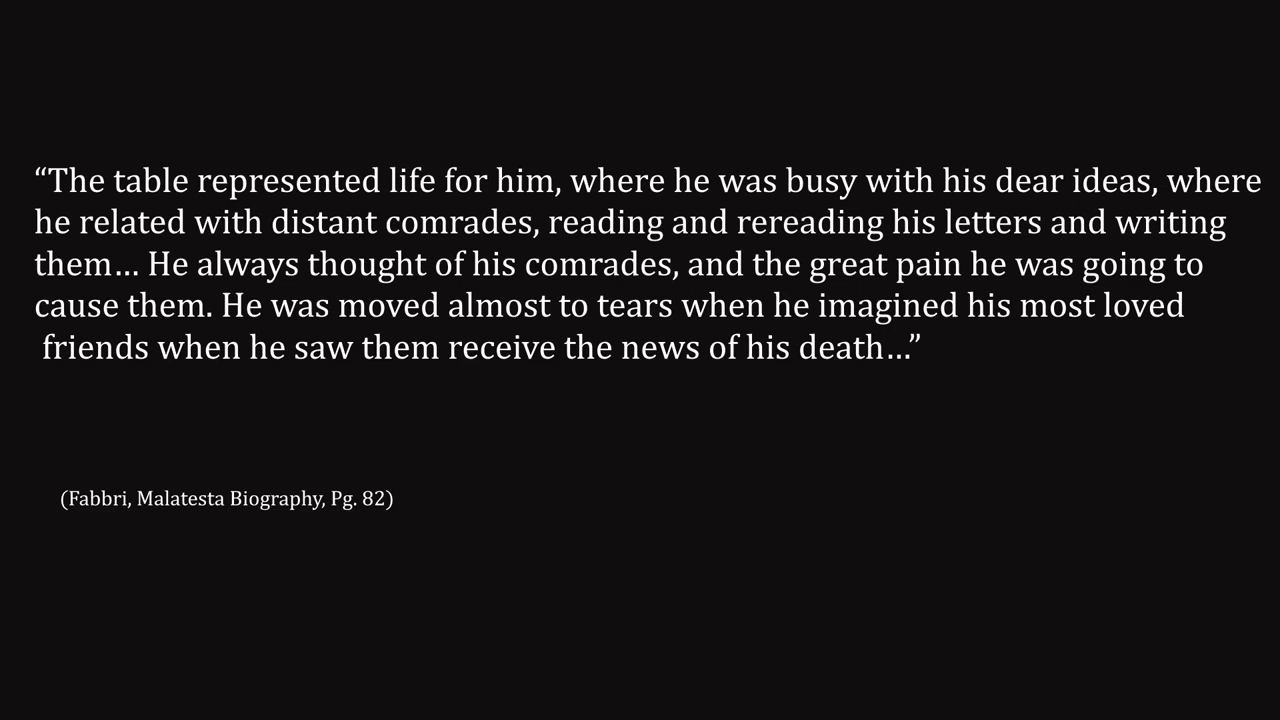 “The table represented life for him, where he was busy with his dear ideas, where
he related with distant comrades, reading and rereading his letters and writing
them… He always thought of his comrades, and the great pain he was going to
cause them. He was moved almost to tears when he imagined his most loved
friends when he saw them receive the news of his death…”
(Fabbri, Malatesta Biography, Pg. 82)